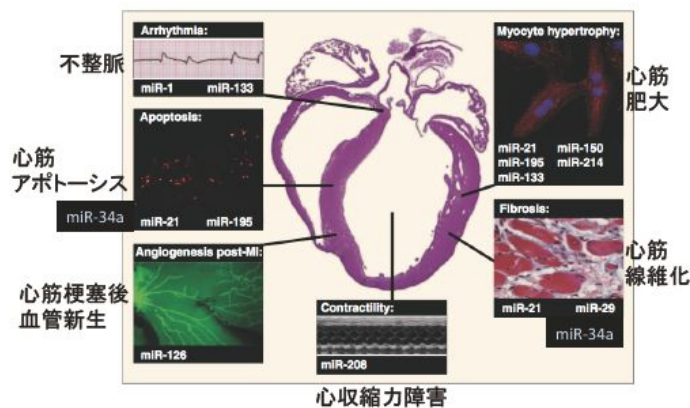 不整脈
Arrhythmia:
miR-1 miR-133
心筋
アポトーシス
miR-34a
Apoptosis:
miR-21 miR-195
心筋梗塞後
血管新生
Angiogenesis post-MI:
miR-126
Contractility:
miR-208
心収縮力障害
Myocyte hypertrophy:
miR-21 miR-150
miR-195 miR-214
miR-133
心筋
肥大
Fibrosis:
miR-21 miR-29
miR-34a
心筋
線維化